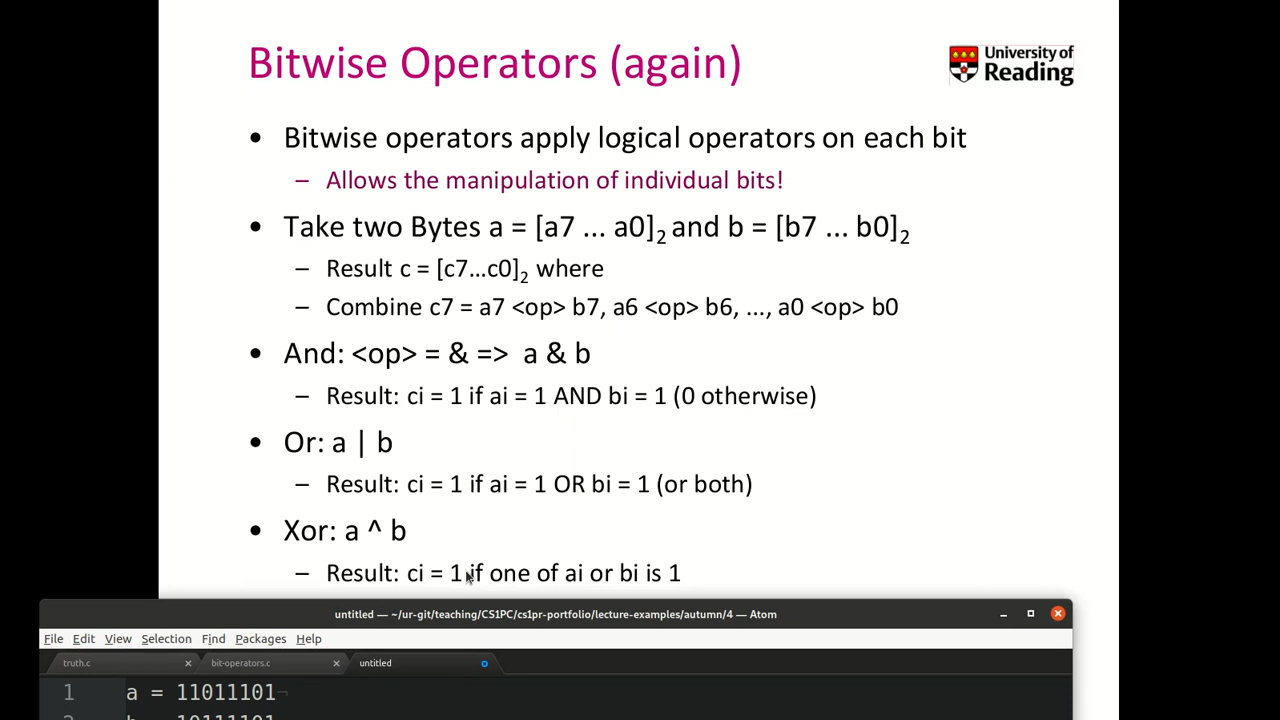 Bitwise Operators (again)
University of
Reading
• Bitwise operators apply logical operators on each bit
– Allows the manipulation of individual bits!
• Take two Bytes a = [a7 ... a0]2 and b = [b7 ... b0]2
– Result c = [c7...c0]2 where
– Combine c7 = a7 <op> b7, a6 <op> b6, ..., a0 <op> b0
• And: <op> = & => a & b
– Result: ci = 1 if ai = 1 AND bi = 1 (0 otherwise)
• Or: a | b
– Result: ci = 1 if ai = 1 OR bi = 1 (or both)
• Xor: a ^ b
– Result: ci = 1 if one of ai or bi is 1
untitled — ~/ur-git/teaching/CS1PC/cs1pr-portfolio/lecture-examples/autumn/4 — Atom
File Edit View Selection Find Packages Help
truth.c bit-operators.c untitled
1 a = 11011101¬
2 b = 10111101